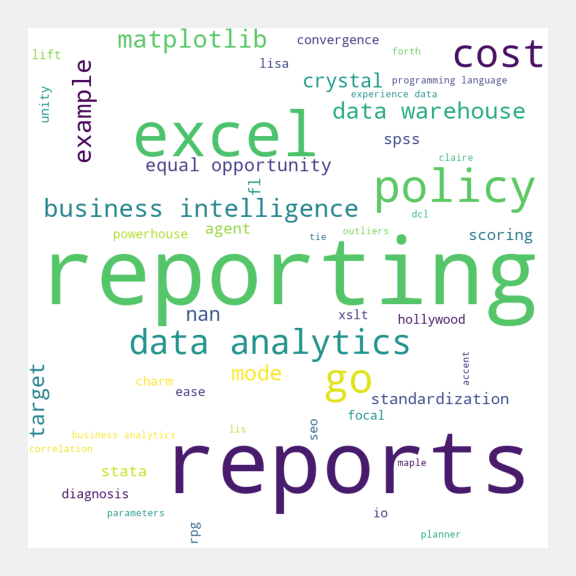 matplotlib
convergence
forth
cost
lift
lisa
example
crystal
programming language
experience data
unity
data warehouse
excel
spss
equal opportunity
claire
fl
policy
business intelligence
dcl
powerhouse
agent
tie
outliers
scoring
reporting
nan
xslt
hollywood
data analytics
accent
target
charm
mode
go
ease
standardization
focal
lis
seo
business analytics
correlation
stata
reports
maple
diagnosis
parameters
io
rpg
planner